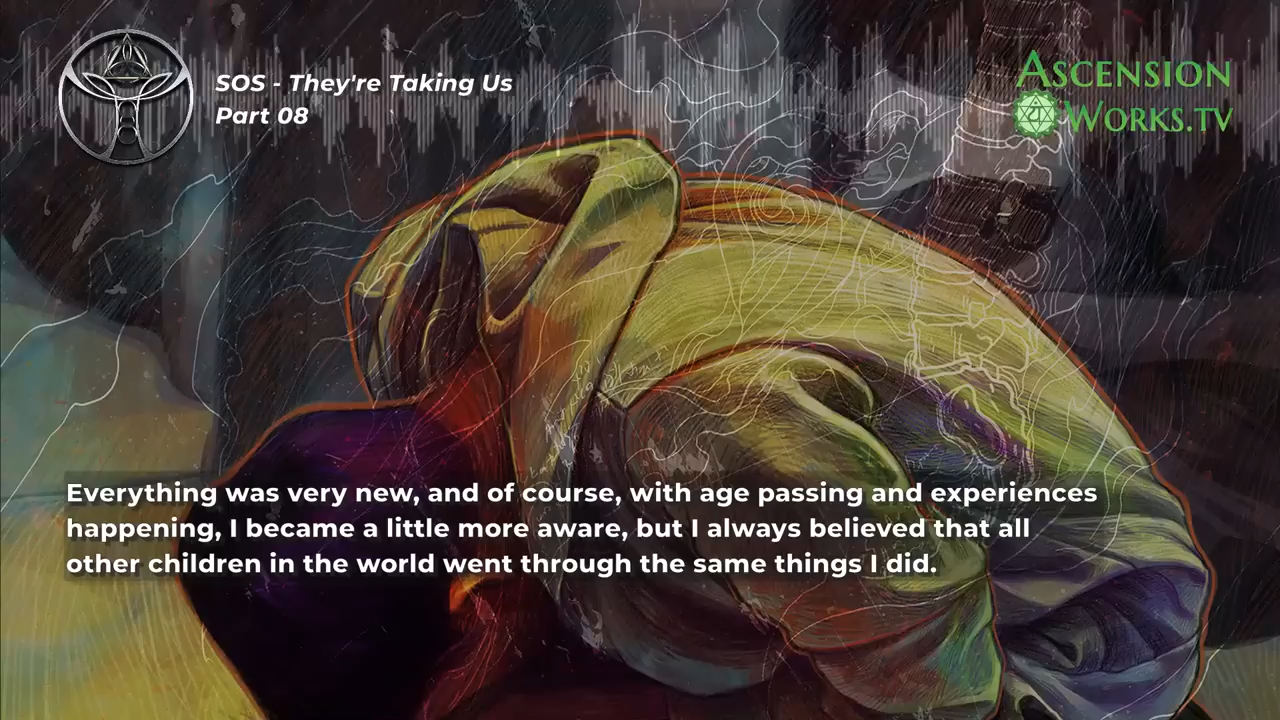 SOS - They're Taking Us
Part 08
ASCENSION
WORKS.TV
Everything was very new, and of course, with age passing and experiences
happening, I became a little more aware, but I always believed that all
other children in the world went through the same things I did.